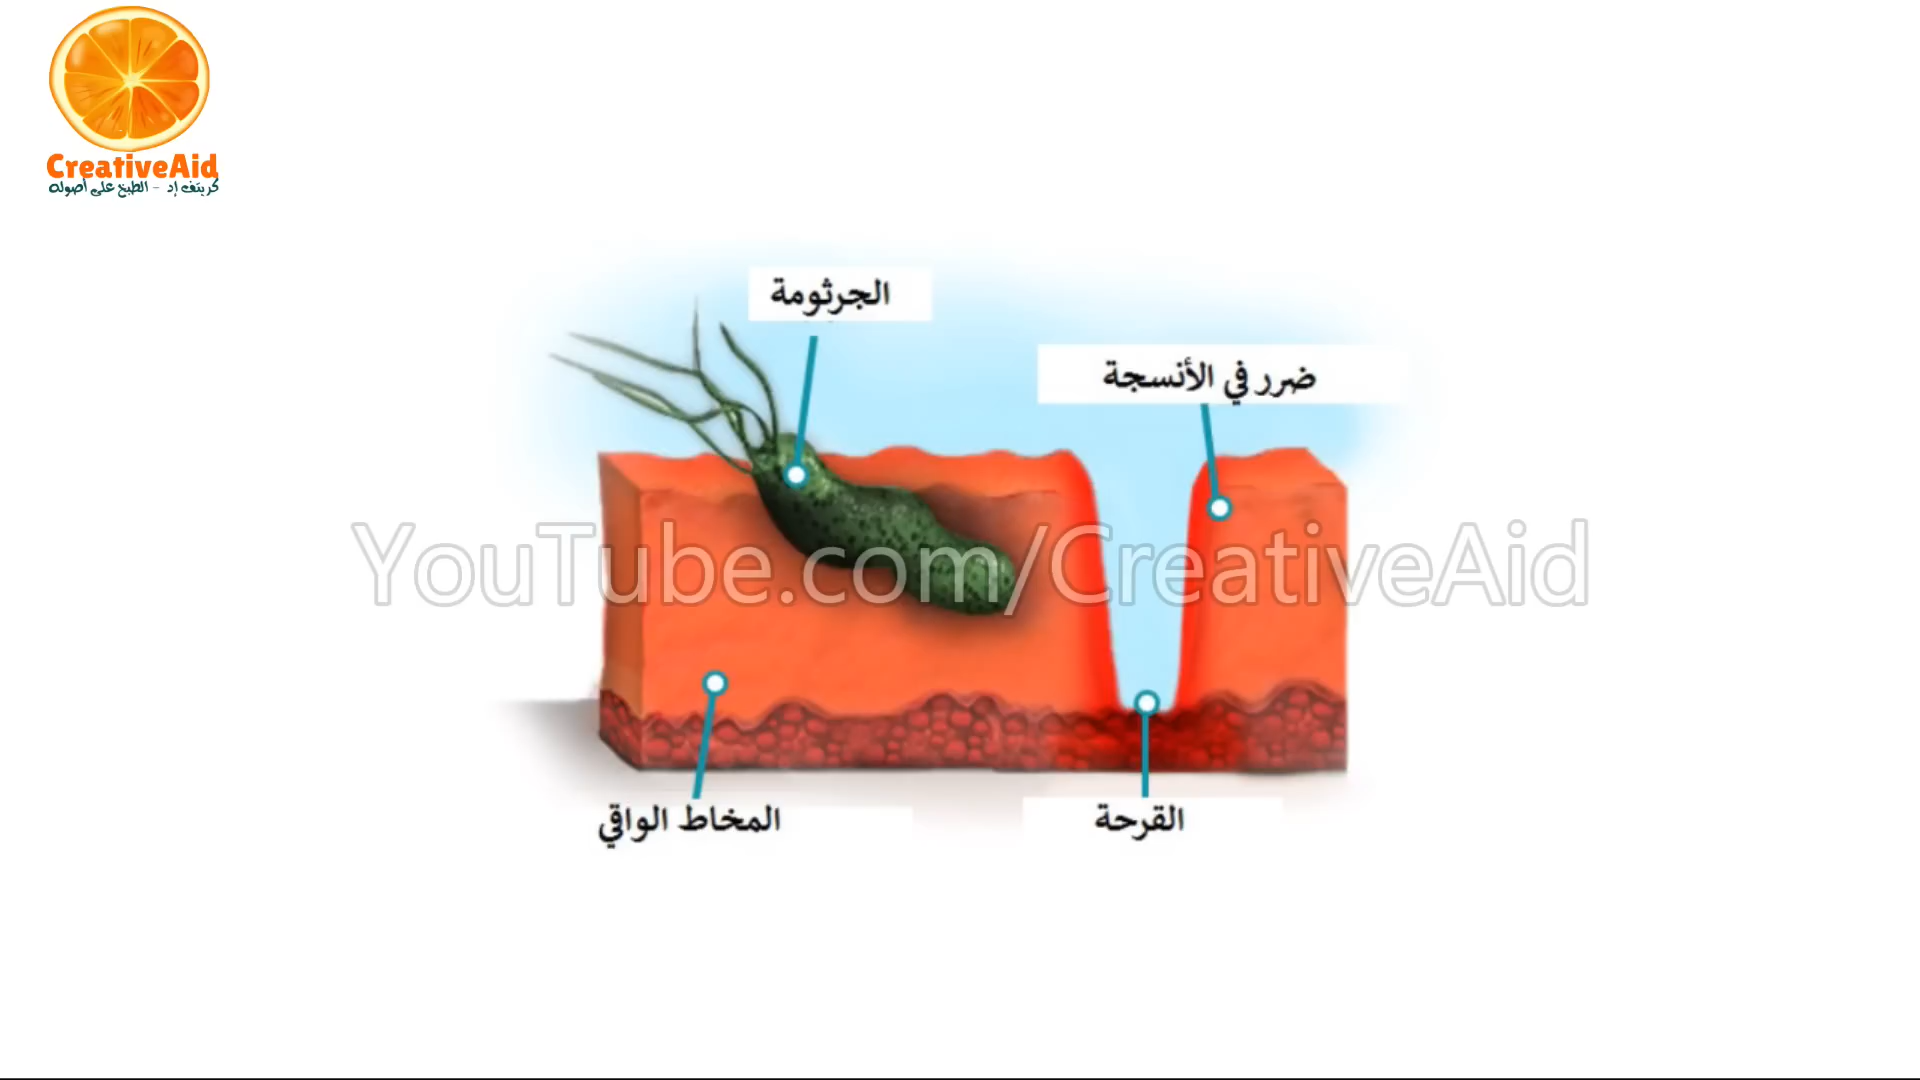 CreativeAid
كريتف إد - الطبخ على أصوله
الجرثومة
ضرر في الأنسجة
YouTube.com/CreativeAid
المخاط الواقي
القرحة